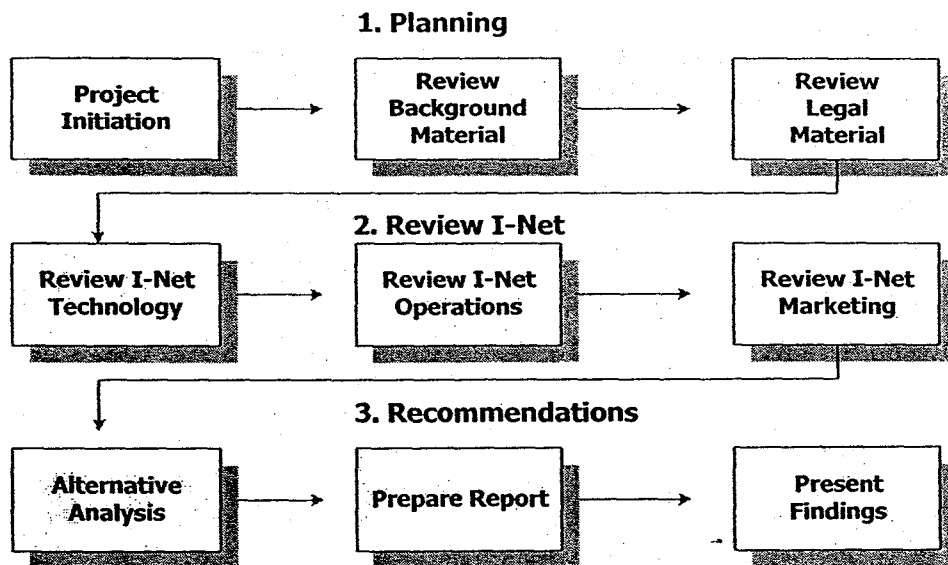 1. Planning
Project
Initiation
Review
Background
Material
Review
Legal
Material
2. Review I-Net
Review I-Net
Technology
Review I-Net
Operations
Review I-Net
Marketing
3. Recommendations
Alternative
Analysis
Prepare Report
Present
Findings